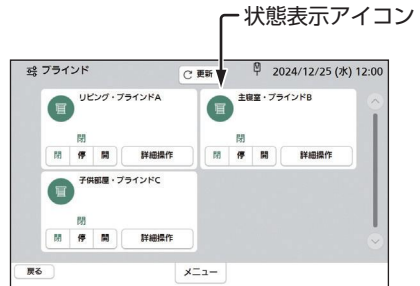 状態表示アイコン
ブラインド
更新
2024/12/25 (水) 12:00
リビング・ブラインドA
閉
閉 停 開 詳細操作
主寝室・ブラインドB
閉
閉 停 開 詳細操作
子供部屋・ブラインドC
閉
閉 停 開 詳細操作
戻る
メニュー